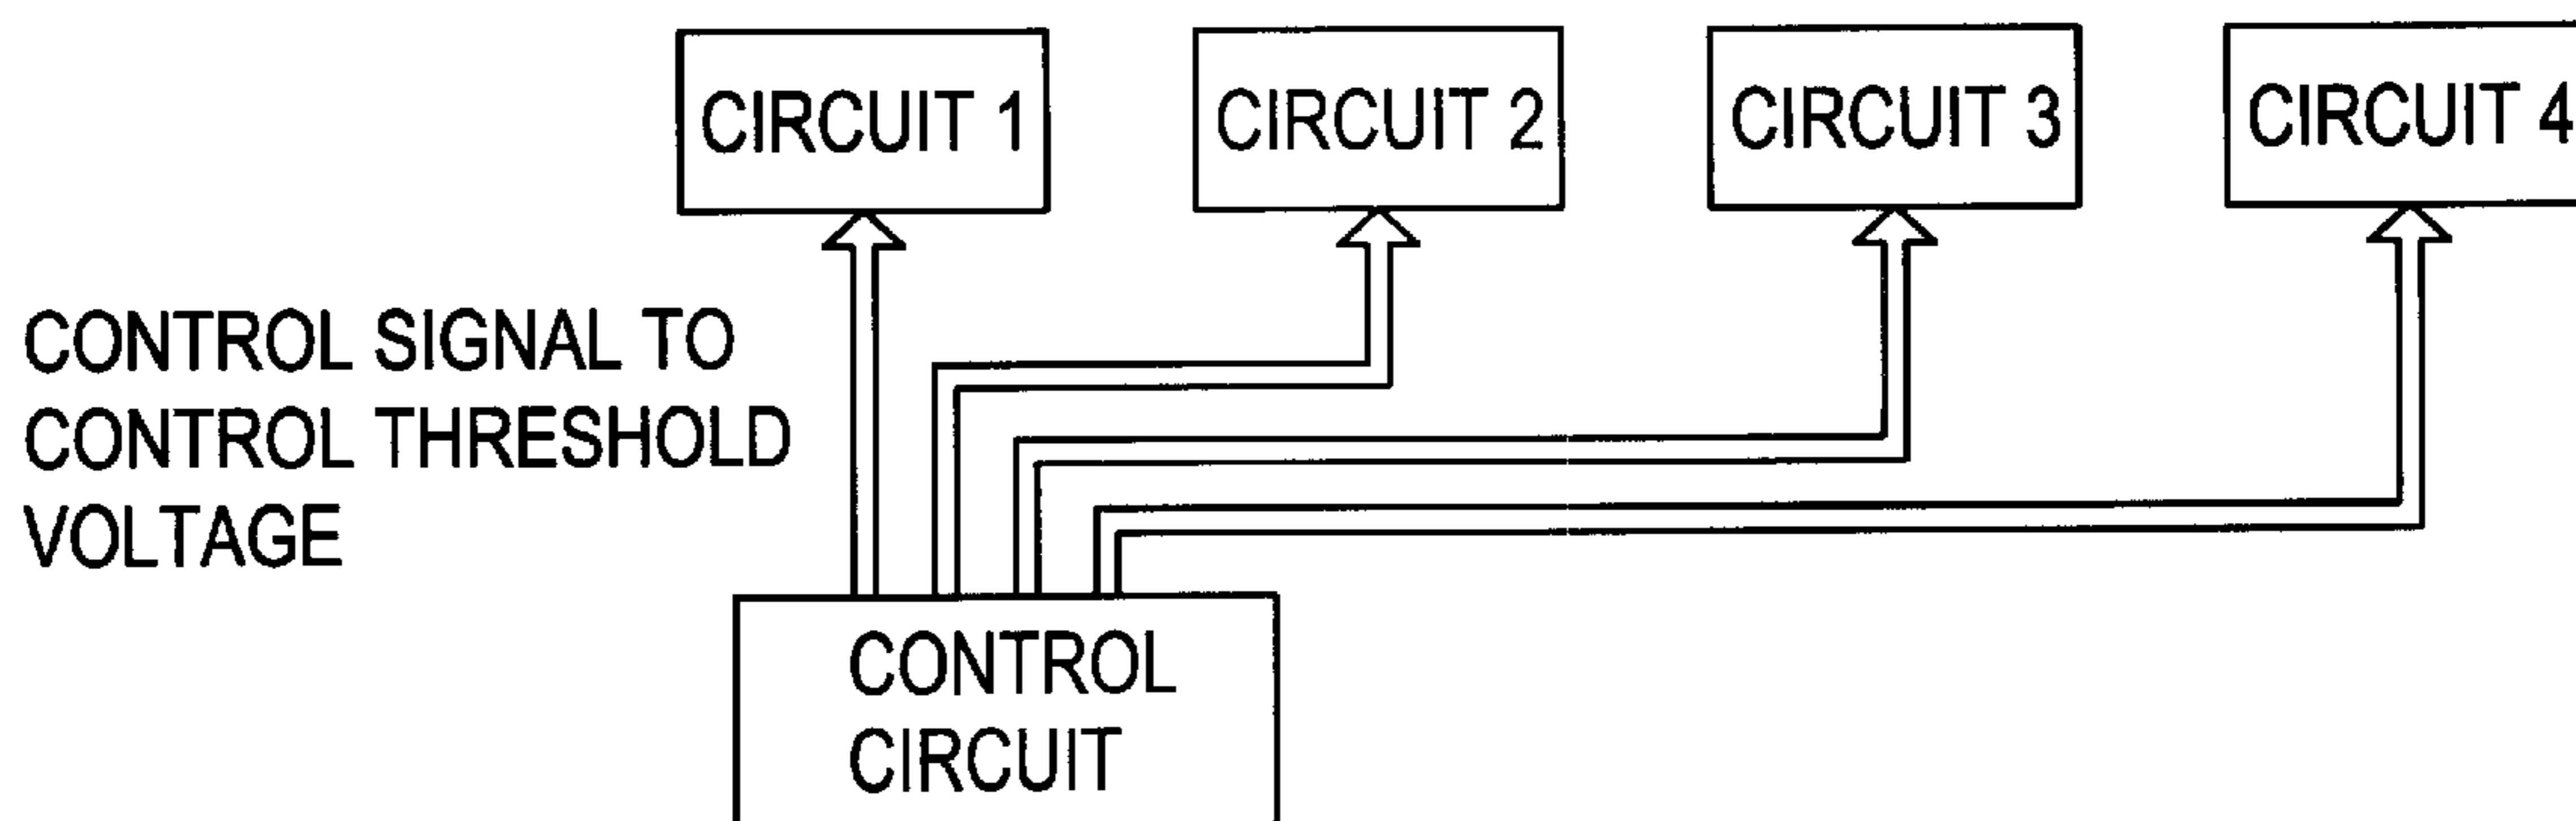 CIRCUIT 1
CIRCUIT 2
CIRCUIT 3
CIRCUIT 4
CONTROL SIGNAL TO
CONTROL THRESHOLD
VOLTAGE
CONTROL
CIRCUIT